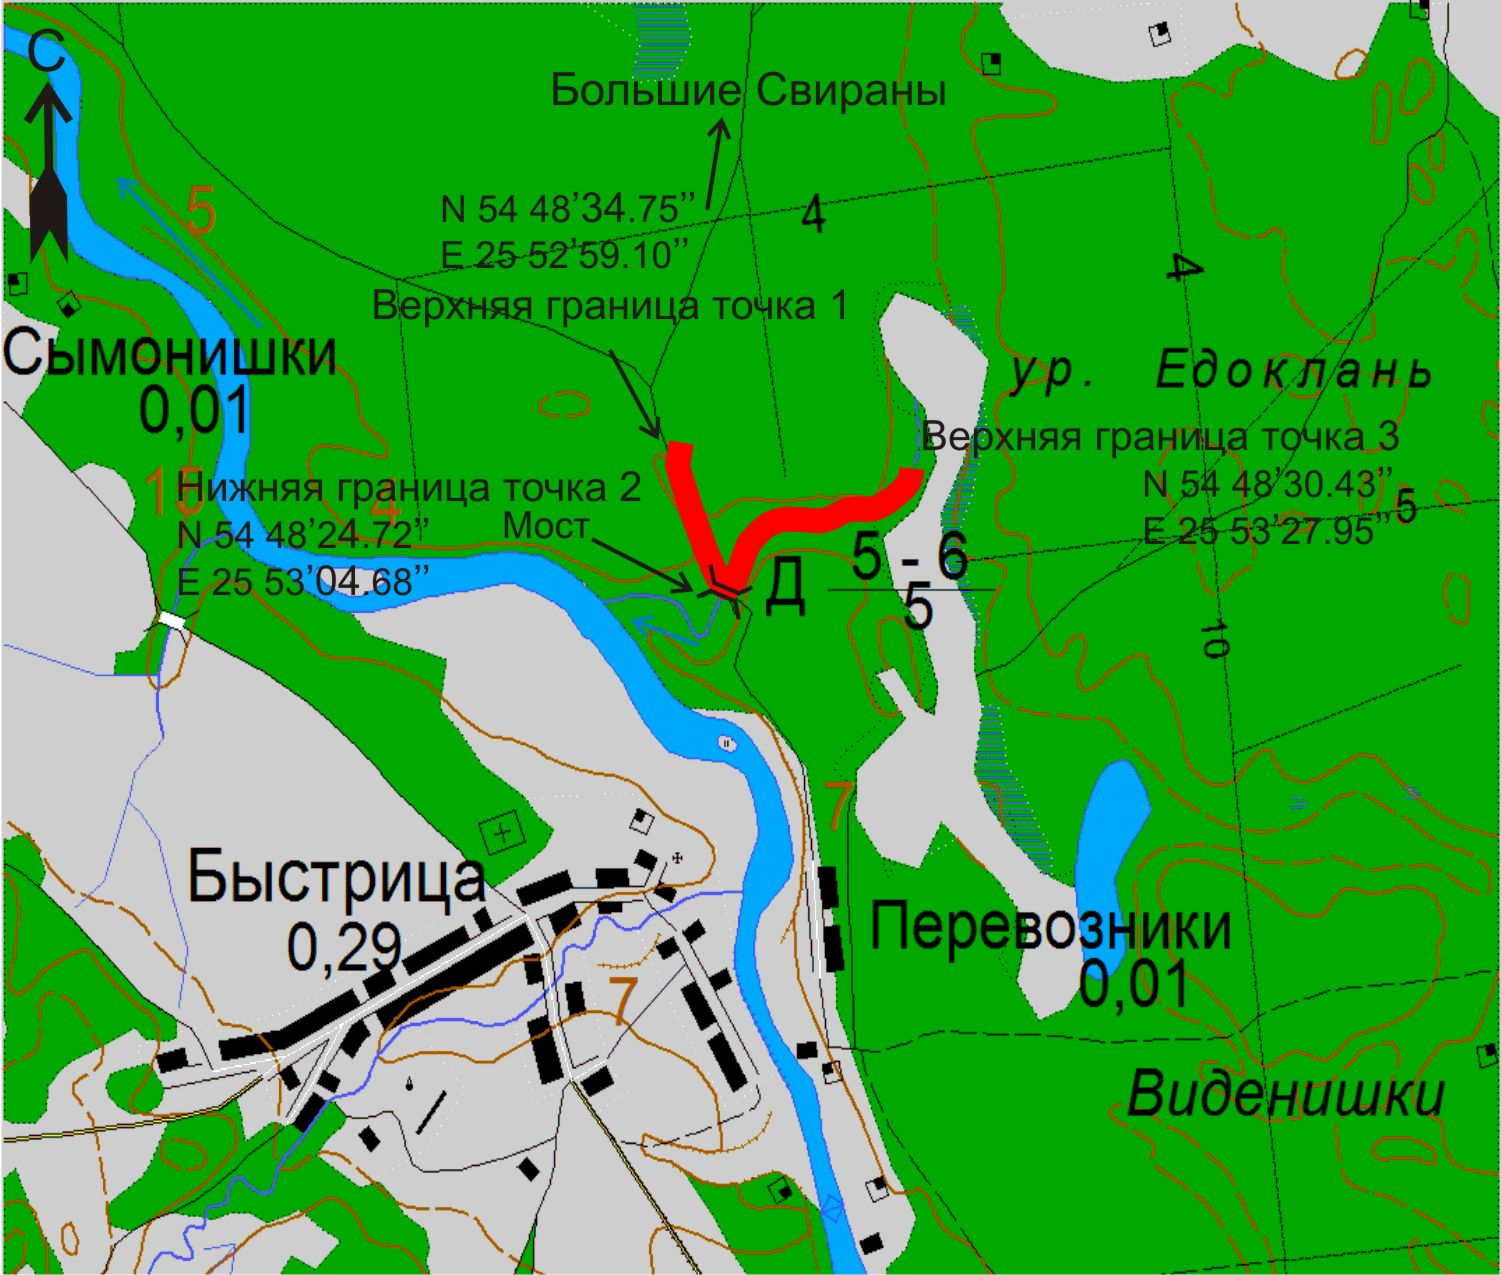 С
Большие Свираны
5
N 54 48’34.75’’
4
E 25 52’59.10’’
4
Верхняя граница точка 1
Сымонишки
0,01
ур. Едоклань
Верхняя граница точка 3
N 54 48’30.43’’
E 25 53’27.95’’
5
15
4
Нижняя граница точка 2
N 54 48’24.72’’
E 25 53’04.68’’
Мост
Д
5 - 6
5
10
7
Быстрица
0,29
Перевозники
0,01
7
Виденишки